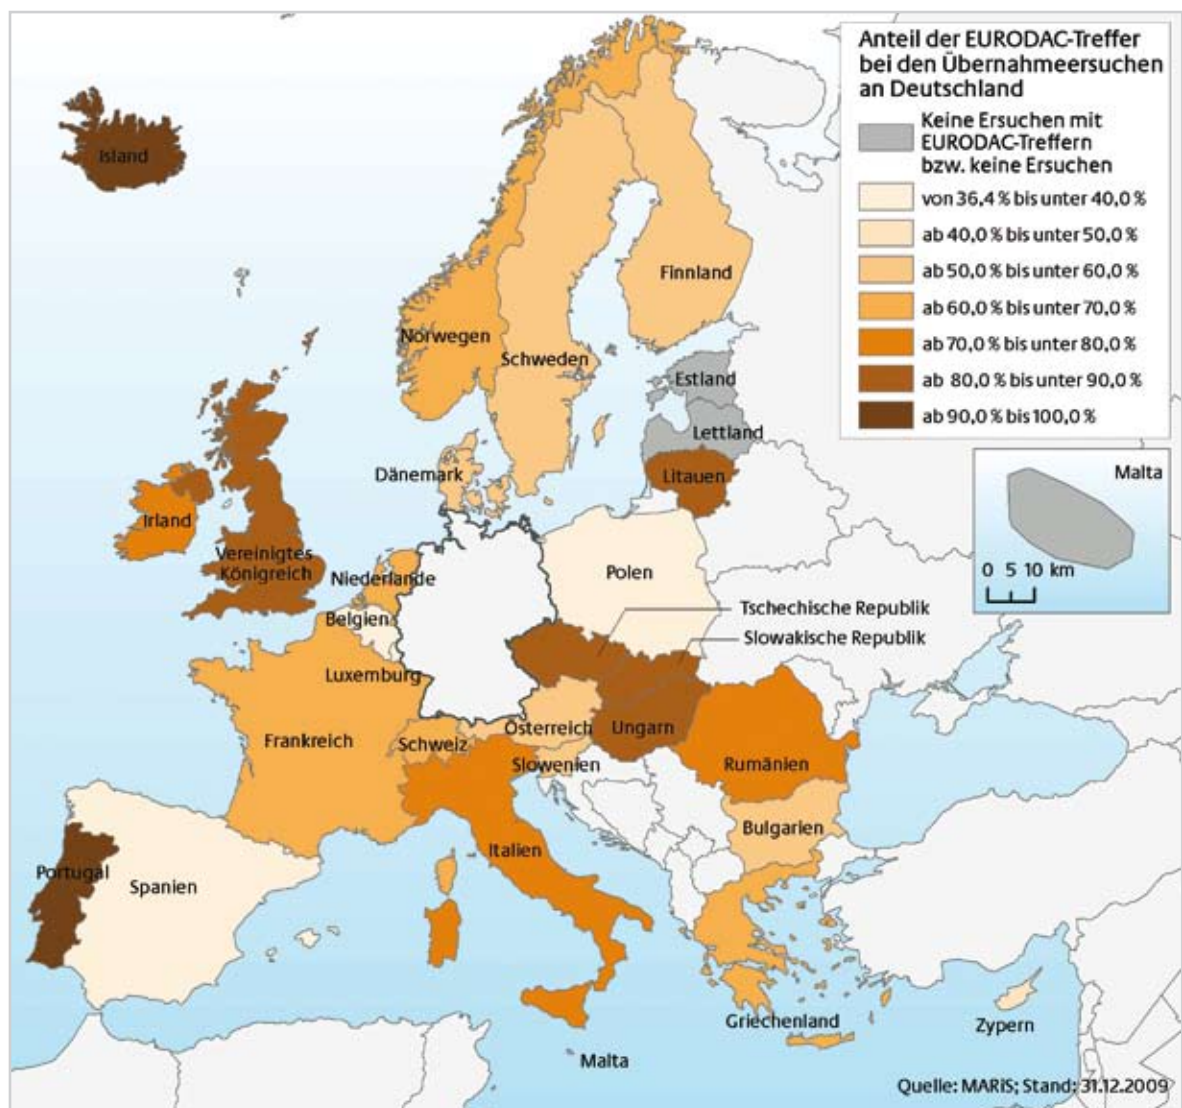 Anteil der EURODAC-Treffer
bei den Übernahmeersuchen
an Deutschland
Keine Ersuchen mit
EURODAC-Treffern
bzw. keine Ersuchen
von 36,4 % bis unter 40,0 %
ab 40,0 % bis unter 50,0 %
ab 50,0 % bis unter 60,0 %
ab 60,0 % bis unter 70,0 %
ab 70,0 % bis unter 80,0 %
ab 80,0 % bis unter 90,0 %
ab 90,0 % bis 100,0 %
Island
Finnland
Norwegen
Schweden
Estland
Lettland
Dänemark
Litauen
Malta
0 5 10 km
Irland
Vereinigtes
Königreich
Niederlande
Polen
Belgien
Tschechische Republik
Slowakische Republik
Luxemburg
Frankreich
Schweiz
Österreich
Ungarn
Slowenien
Rumänien
Bulgarien
Italien
Portugal
Spanien
Griechenland
Zypern
Malta
Quelle: MARiS; Stand: 31.12.2009